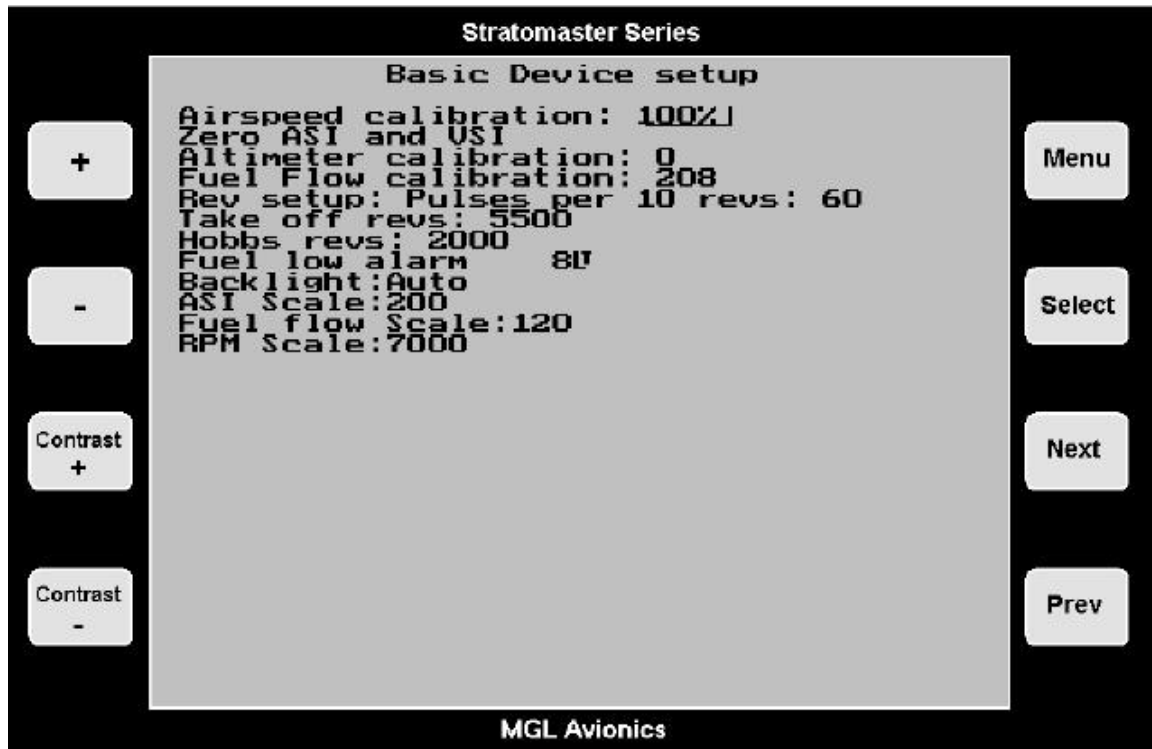 Stratomaster Series
Basic Device setup
Airspeed calibration: 100%
Zero ASI and VSI
Altimeter calibration: 0
Fuel Flow calibration: 208
Rev setup: Pulses per 10 revs: 60
Take off revs: 5500
Hobbs revs: 2000
Fuel low alarm 8LT
Backlight:Auto
ASI Scale:200
Fuel flow Scale:120
RPM Scale:7000
+
-
Contrast +
Contrast -
Menu
Select
Next
Prev
MGL Avionics